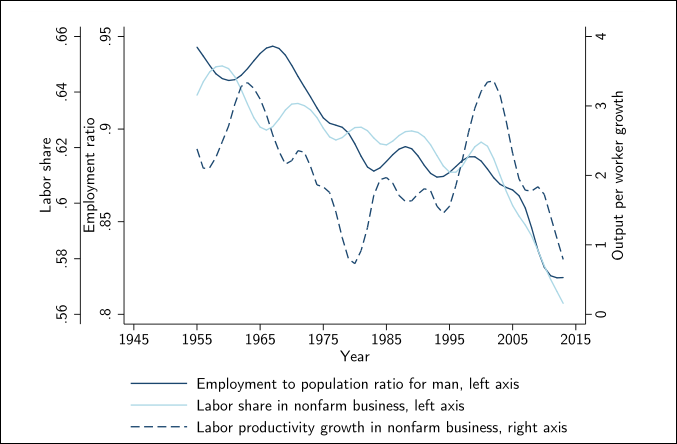 .66
.64
.62
.6
.58
.56
Labor share
.95
.9
.85
.8
Employment ratio
4
3
2
1
0
Output per worker growth
1945 1955 1965 1975 1985 1995 2005 2015
Year
Employment to population ratio for man, left axis
Labor share in nonfarm business, left axis
Labor productivity growth in nonfarm business, right axis